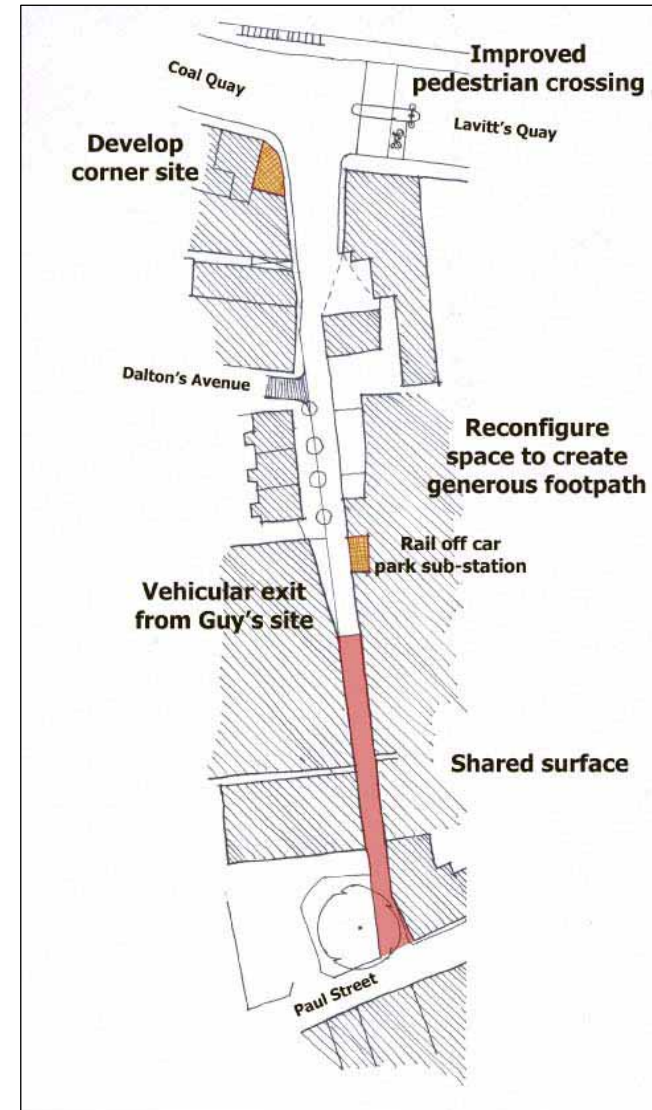 Improved
pedestrian crossing
Coal Quay
Lavitt's Quay
Develop
corner site
Dalton's Avenue
Reconfigure
space to create
generous footpath
Rail off car
park sub-station
Vehicular exit
from Guy's site
Shared surface
Paul Street